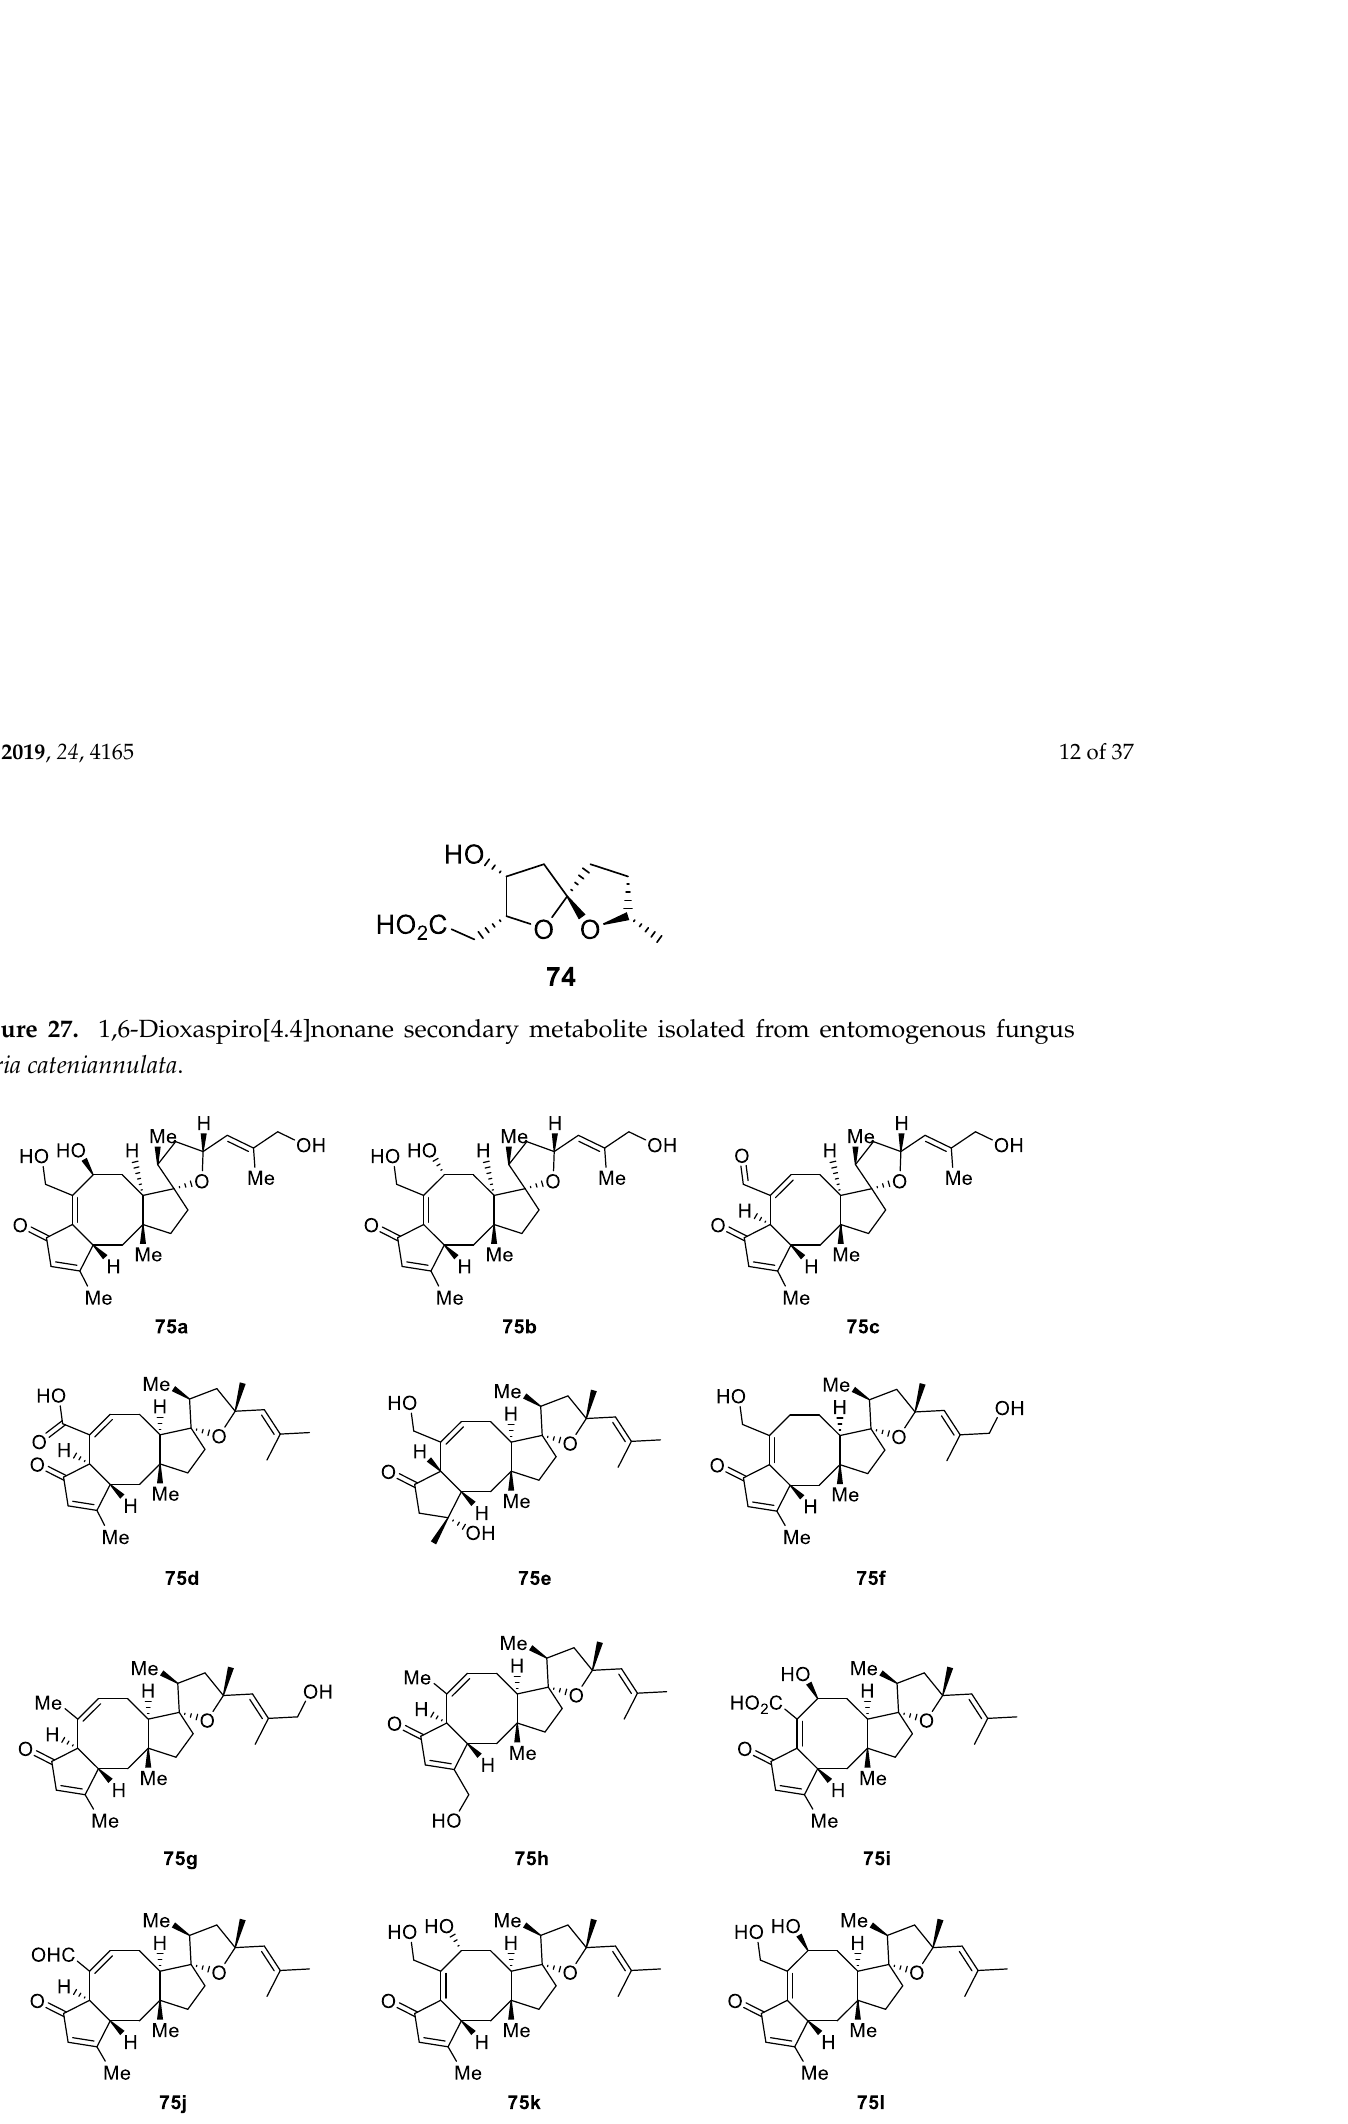 2019, 24, 4165 12 of 37
HO
HO2C O O
74
ure 27. 1,6-Dioxaspiro[4.4]nonane secondary metabolite isolated from entomogenous fungus
ria cateniannulata.
H H H
HO HO H Me OH HO HO H Me OH O H Me OH
O Me O Me H O Me
O Me O Me O Me
H H H
Me Me Me
75a 75b 75c
HO Me H HO Me H HO Me H OH
O H O H O O
O Me O Me O Me
H H OH H
Me Me
75d 75e 75f
Me H OH Me H HO Me H
Me O Me O HO2C O
H H
O Me O Me O Me
H H H
Me HO Me
75g 75h 75i
Me H HO HO Me H HO HO Me H
OHC O O O
H
O Me O Me O Me
H H H
Me Me Me
75j 75k 75l